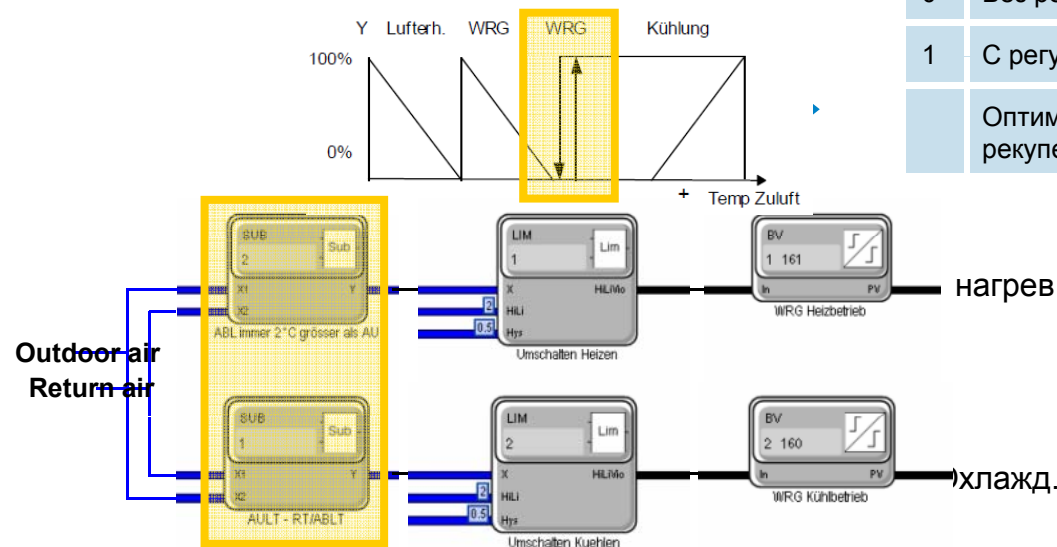 Y Lufterh. WRG WRG Kühlung
100%
0%
+ Temp Zuluft
1 С регу
Оптим
рекупе
SUB
2
Sub
X1 Y
X2
ABL immer 2°C grösser als AU
LIM
1
Lim
X HiLiVio
2 HiLi
0.5 Hys
Umschalten Heizen
BV
1 161
In PV
WRG Heizbetrieb
нагрев
Outdoor air
Return air
SUB
1
Sub
X1 Y
X2
AULT - RT/ABLT
LIM
2
Lim
X HiLiVio
2 HiLi
0.5 Hys
Umschalten Kuehlen
BV
2 160
In PV
WRG Kühlbetrieb
хлажд.